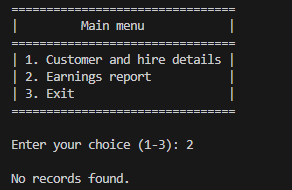 ================================
|         Main menu            |
================================
| 1. Customer and hire details |
| 2. Earnings report           |
| 3. Exit                      |
================================
Enter your choice (1-3): 2
No records found.